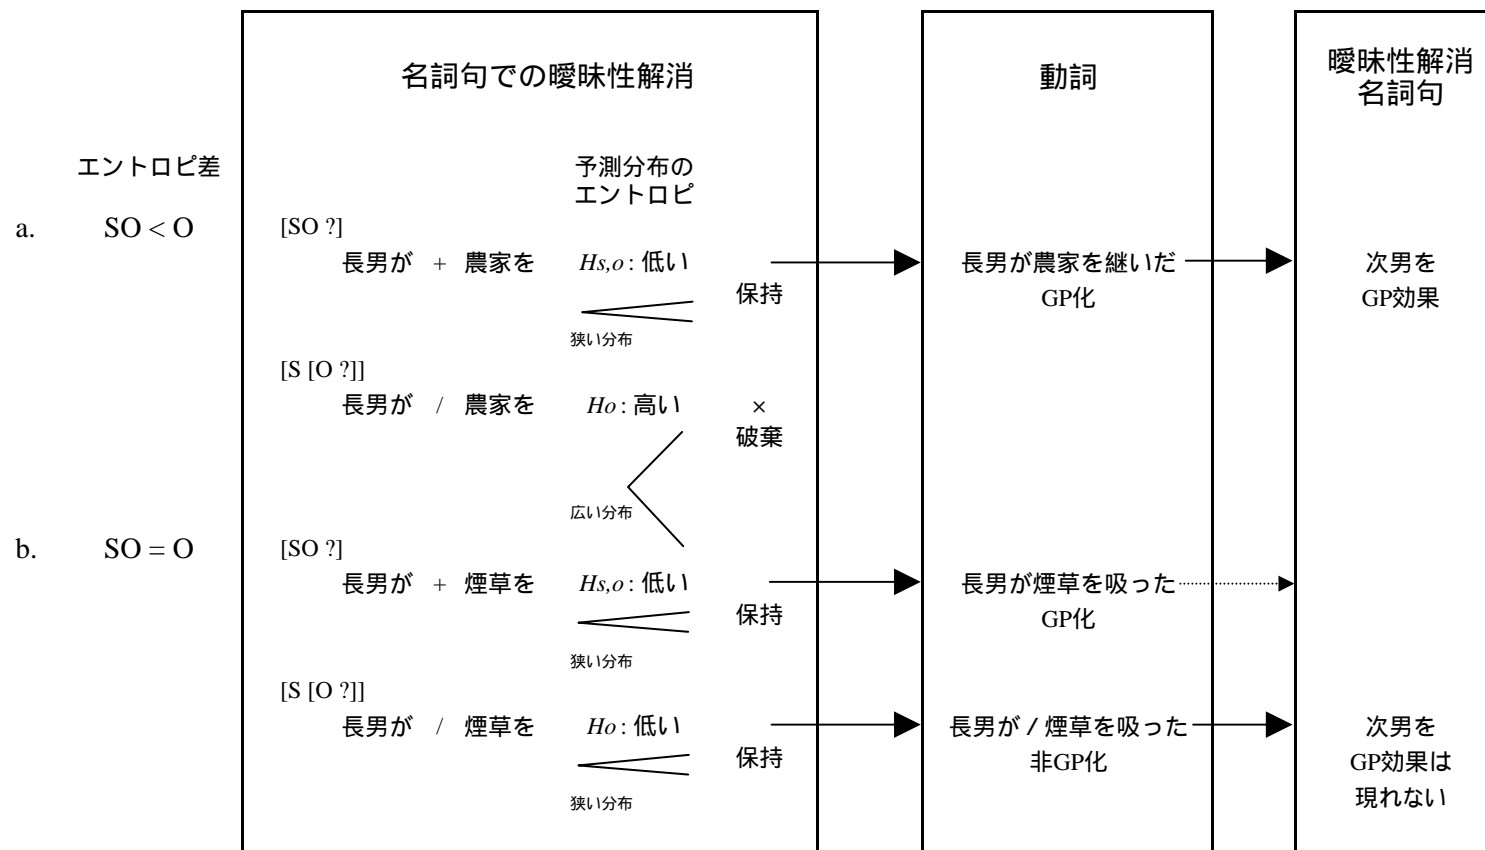 名詞句での曖昧性解消
動詞
曖昧性解消
名詞句
エントロピ差
予測分布の
エントロピ
a. SO < O [SO ?]
長男が + 農家を Hs,o : 低い
保持
狭い分布
長男が農家を継いだ
GP化
次男を
GP効果
[S [O ?]]
長男が / 農家を Ho : 高い ×
破棄
広い分布
b. SO = O [SO ?]
長男が + 煙草を Hs,o : 低い
保持
狭い分布
長男が煙草を吸った
GP化
[S [O ?]]
長男が / 煙草を Ho : 低い
保持
狭い分布
長男が / 煙草を吸った
非GP化
次男を
GP効果は
現れない